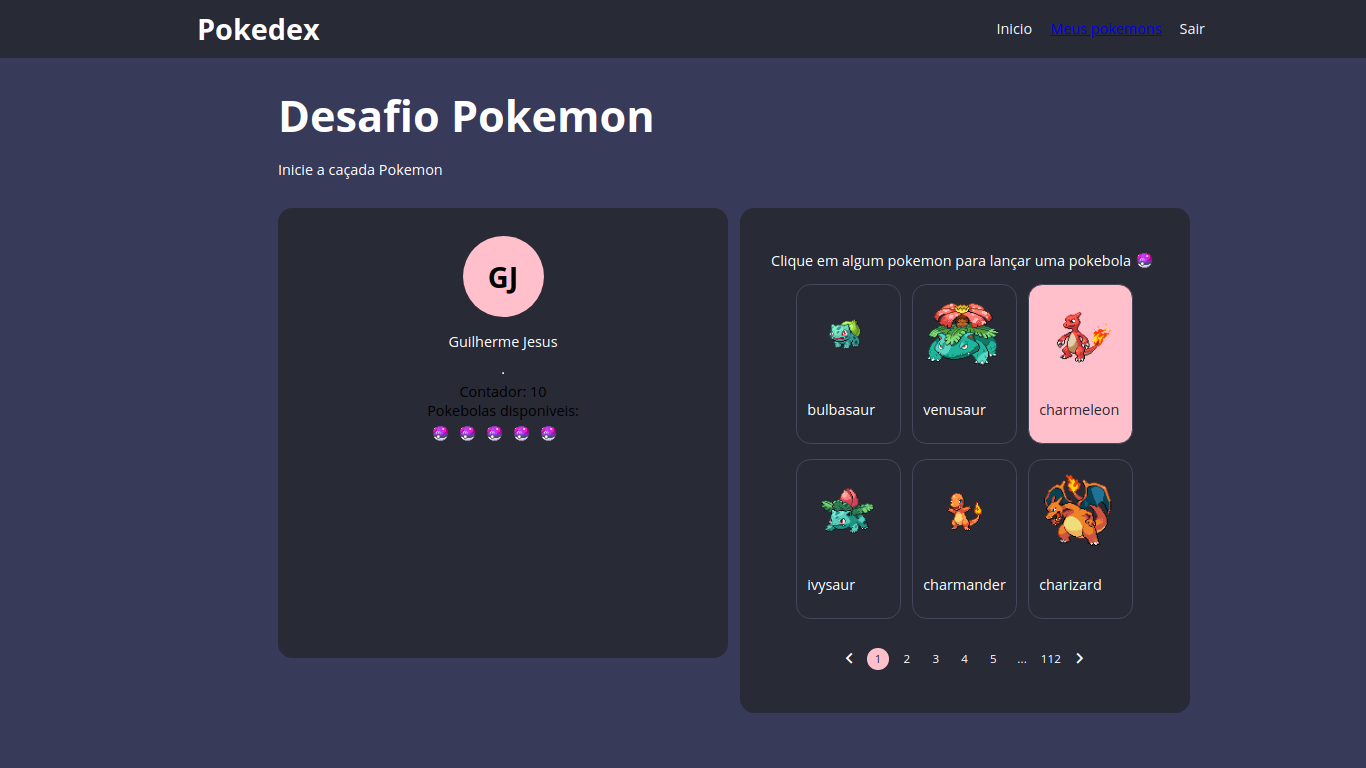 Pokedex
Inicio Meus pokemons Sair
Desafio Pokemon
Inicie a caçada Pokemon
GJ
Guilherme Jesus
.
Contador: 10
Pokebolas disponiveis:
Clique em algum pokemon para lançar uma pokebola
bulbasaur venusaur charmeleon
ivysaur charmander charizard
1 2 3 4 5 ... 112